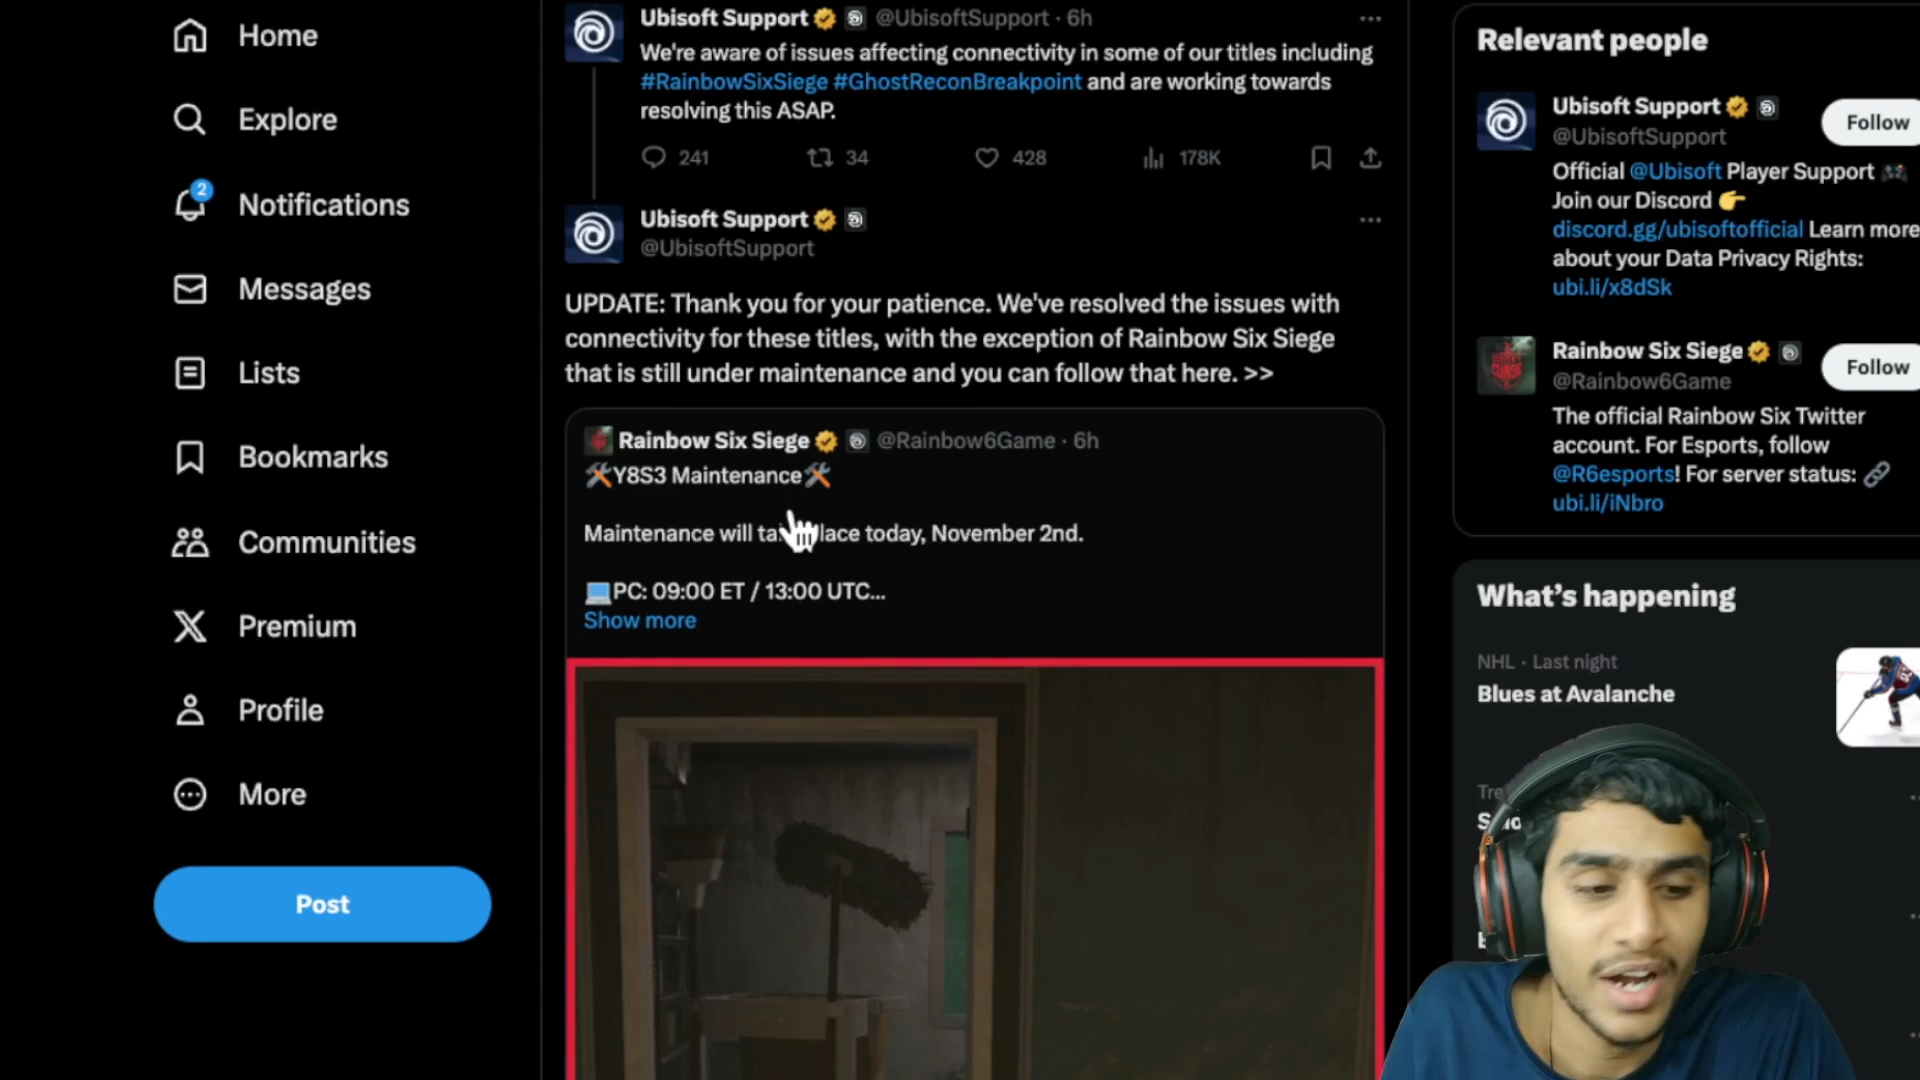 Home
Explore
2
Notifications
Messages
Lists
Bookmarks
Communities
Premium
Profile
More
Post
Ubisoft Support @UbisoftSupport · 6h
We're aware of issues affecting connectivity in some of our titles including
#RainbowSixSiege #GhostReconBreakpoint and are working towards
resolving this ASAP.
241 34 428 178K
Ubisoft Support
@UbisoftSupport
UPDATE: Thank you for your patience. We've resolved the issues with
connectivity for these titles, with the exception of Rainbow Six Siege
that is still under maintenance and you can follow that here. >>
Rainbow Six Siege @Rainbow6Game · 6h
🛠Y8S3 Maintenance🛠
Maintenance will place today, November 2nd.
💻PC: 09:00 ET / 13:00 UTC...
Show more
Relevant people
Ubisoft Support
@UbisoftSupport
Follow
Official @Ubisoft Player Support 🎮
Join our Discord 👉
discord.gg/ubisoftofficial Learn more
about your Data Privacy Rights:
ubi.li/x8dSk
Rainbow Six Siege
@Rainbow6Game
Follow
The official Rainbow Six Twitter
account. For Esports, follow
@R6esports! For server status: 🔗
ubi.li/iNbro
What's happening
NHL · Last night
Blues at Avalanche